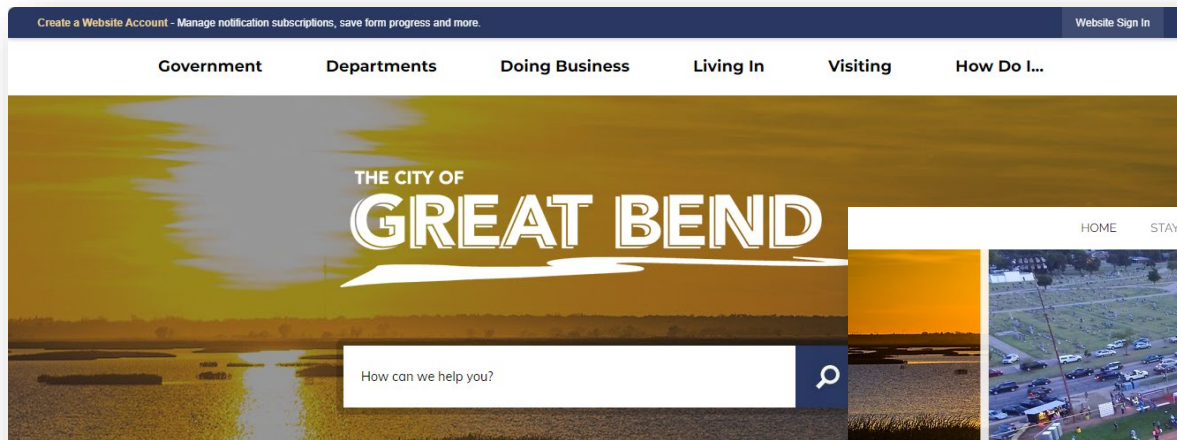 Create a Website Account - Manage notification subscriptions, save form progress and more.
Website Sign In
Government Departments Doing Business Living In Visiting How Do I...
THE CITY OF
GREAT BEND
HOME STAY
How can we help you?